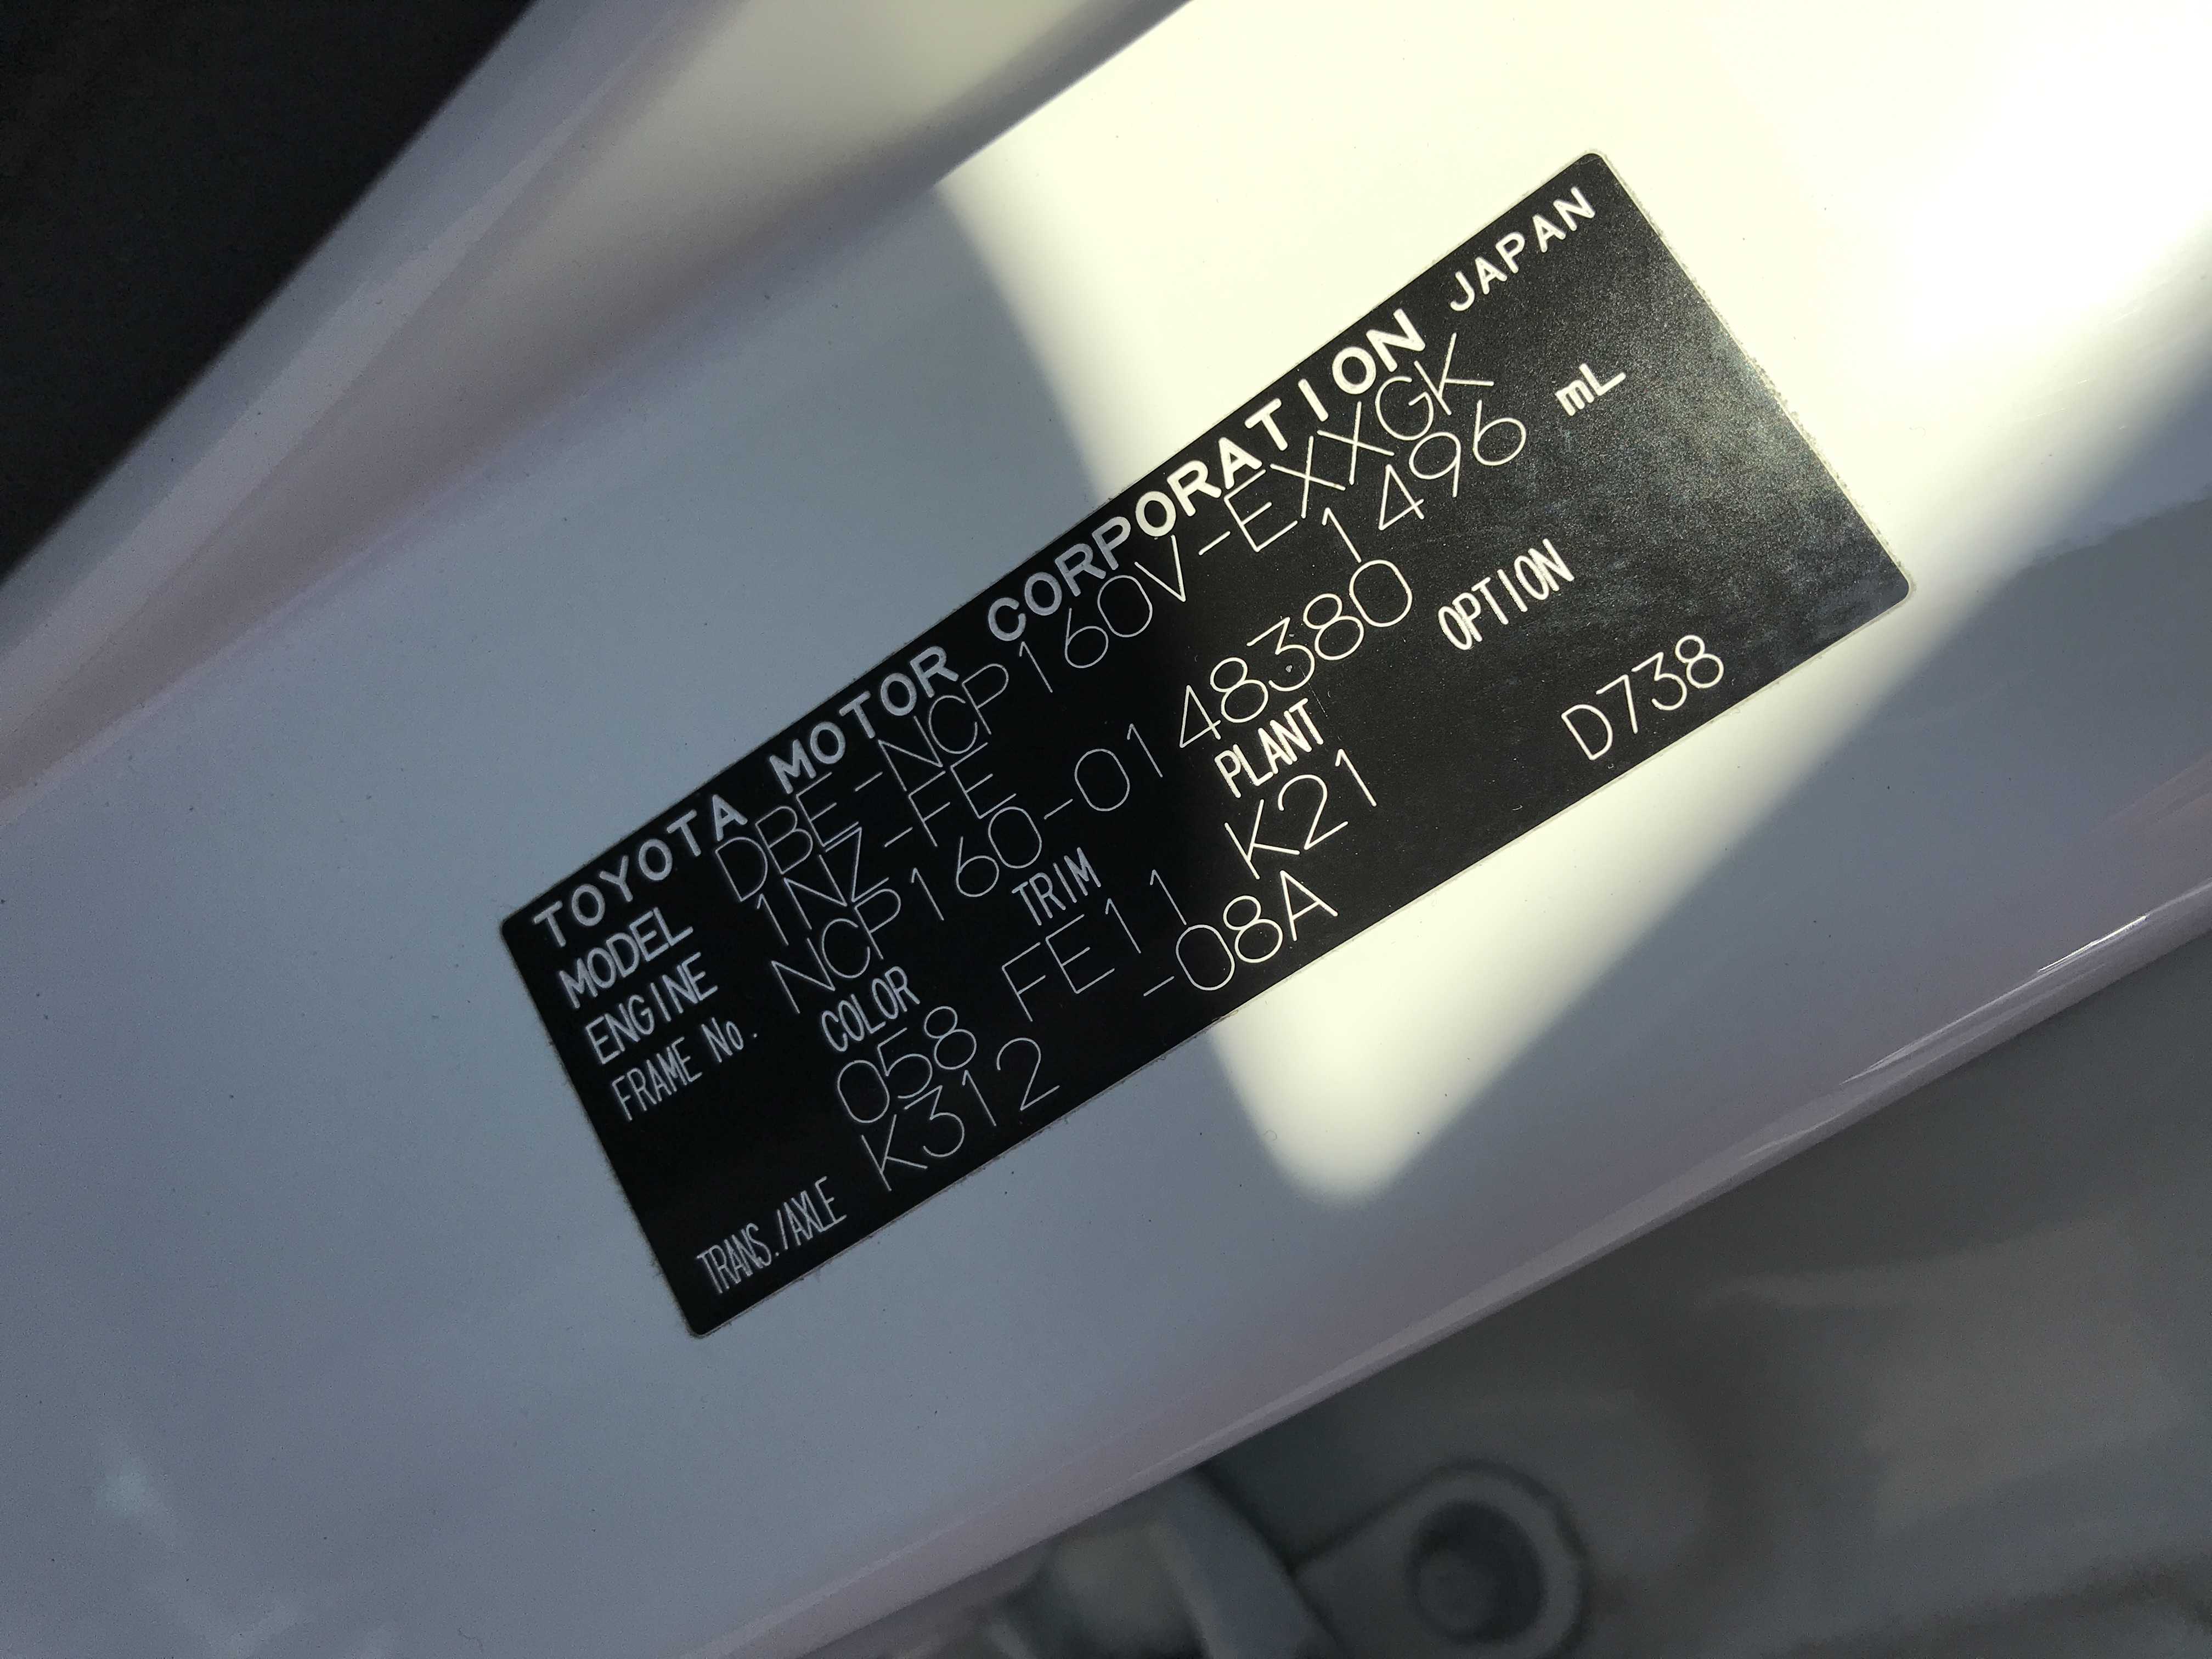 TOYOTA MOTOR CORPORATION JAPAN
MODEL DBE-NCP160V-EXXGK
ENGINE 1NZ-FE 1496 mL
FRAME No. NCP160-0148380
COLOR TRIM PLANT OPTION
058 FE11 K21 D738
TRANS./AXLE K312 -08A